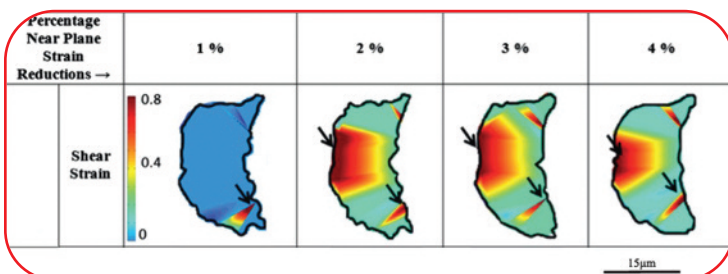 Percentage
Near Plane
Strain
Reductions →
1 %
2 %
3 %
4 %
Shear
Strain
0.8
0.4
0
15μm